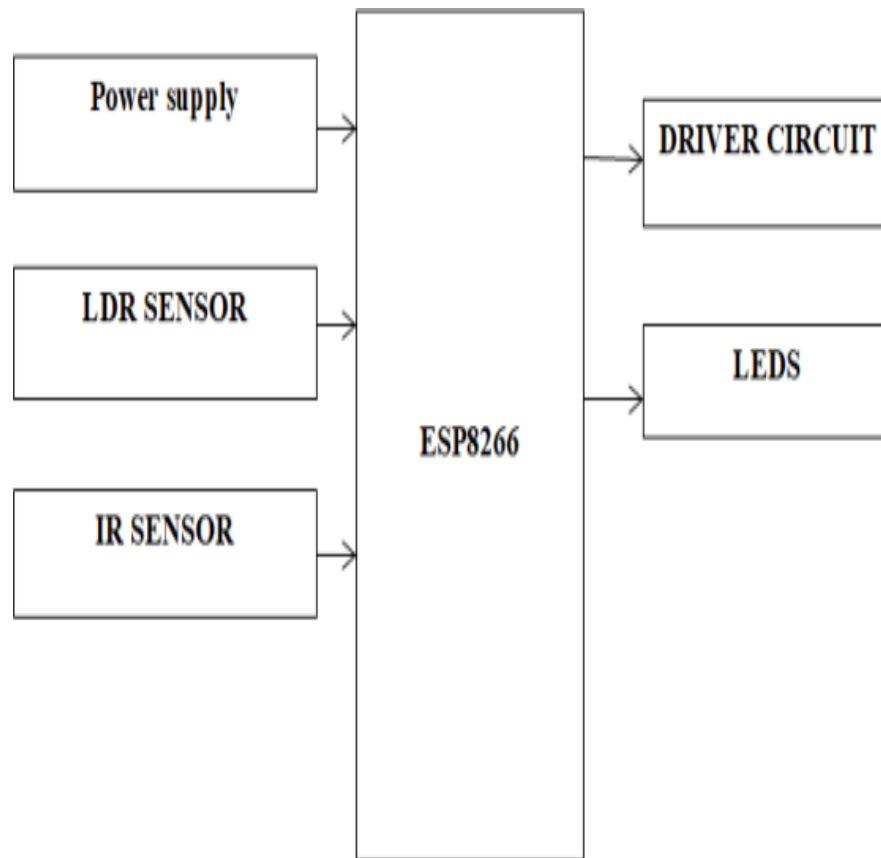 Power supply
LDR SENSOR
IR SENSOR
ESP8266
DRIVER CIRCUIT
LEDS